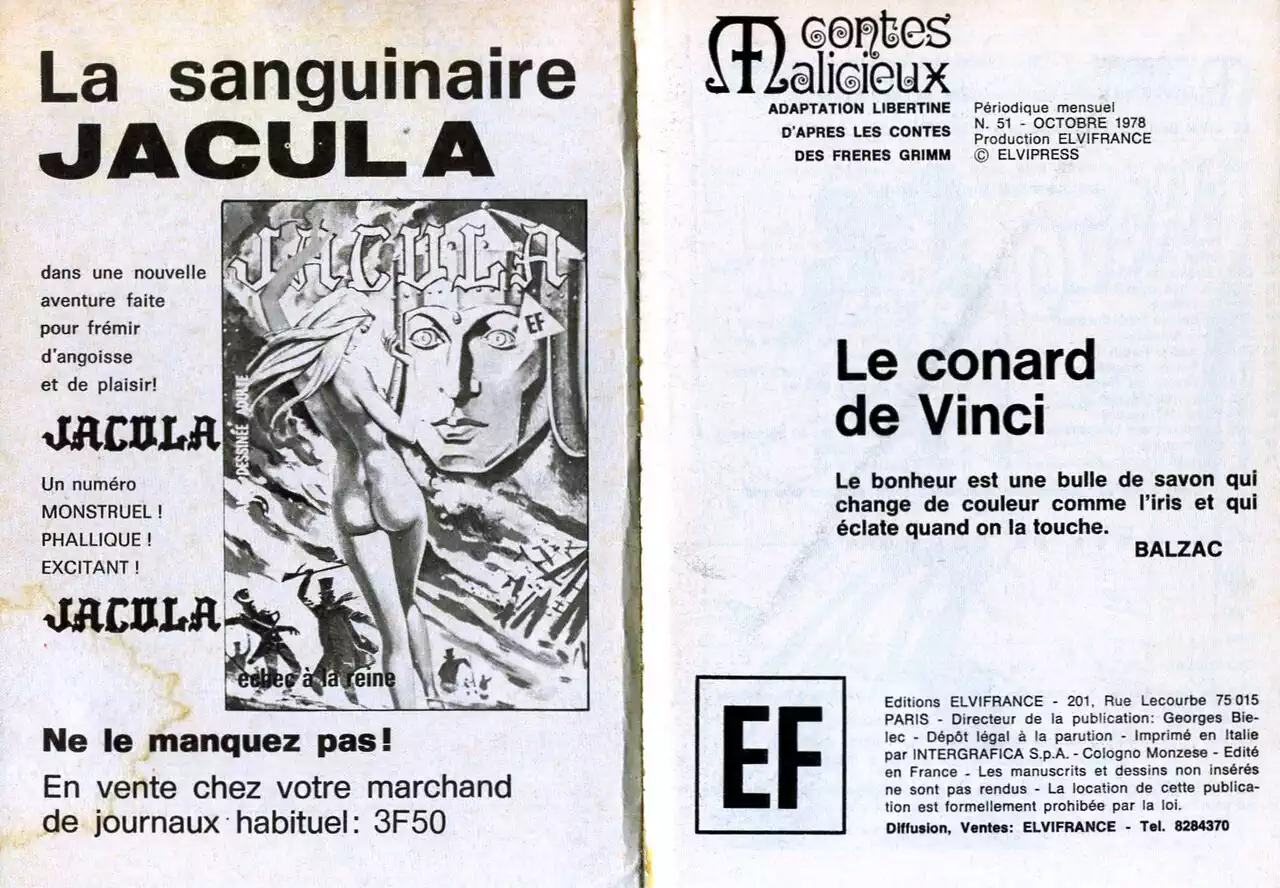 La sanguinaire
JACULA
dans une nouvelle
aventure faite
pour frémir
d'angoisse
et de plaisir!
JACULA
Un numéro
MONSTRUEL !
PHALLIQUE !
EXCITANT !
JACULA
JACULA
EF
DESSINÉE ADULTE
echec à la reine
Ne le manquez pas!
En vente chez votre marchand
de journaux habituel: 3F50
contes
Malicieux
ADAPTATION LIBERTINE
D'APRES LES CONTES
DES FRERES GRIMM
Périodique mensuel
N. 51 - OCTOBRE 1978
Production ELVIFRANCE
© ELVIPRESS
Le conard
de Vinci
Le bonheur est une bulle de savon qui
change de couleur comme l'iris et qui
éclate quand on la touche.
BALZAC
EF
Editions ELVIFRANCE - 201, Rue Lecourbe 75 015
PARIS - Directeur de la publication: Georges Bie-
lec - Dépôt légal à la parution - Imprimé en Italie
par INTERGRAFICA S.p.A. - Cologno Monzese - Edité
en France - Les manuscrits et dessins non insérés
ne sont pas rendus - La location de cette publica-
tion est formellement prohibée par la loi.
Diffusion, Ventes: ELVIFRANCE - Tel. 8284370